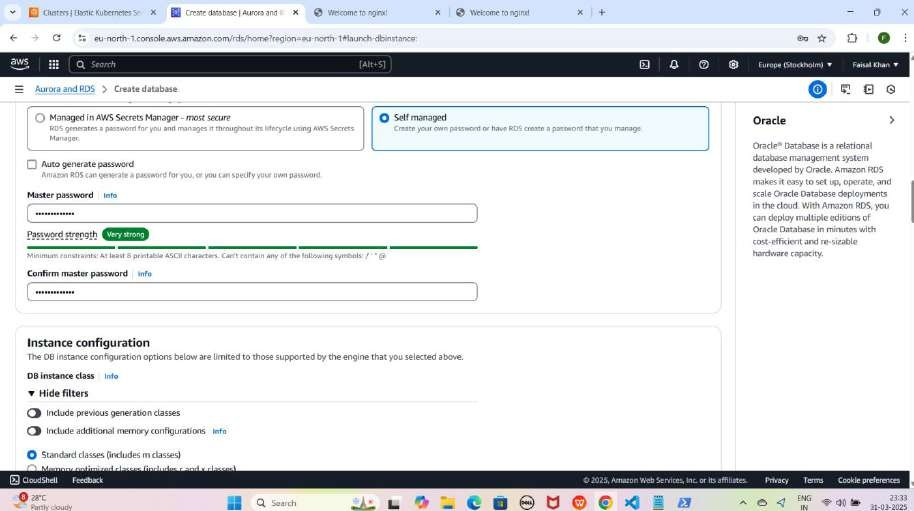 Clusters | Elastic Kubernetes Se
Create database | Aurora and R
Welcome to nginx!
Welcome to nginx!
eu-north-1.console.aws.amazon.com/rds/home?region=eu-north-1#launch-dbinstance:
F
aws
Search
[Alt+S]
Europe (Stockholm)
Faisal Khan
Aurora and RDS > Create database
Managed in AWS Secrets Manager - most secure
RDS generates a password for you and manages it throughout its lifecycle using AWS Secrets
Manager.
Self managed
Create your own password or have RDS create a password that you manage.
Auto generate password
Amazon RDS can generate a password for you, or you can specify your own password.
Master password | Info
•••••••••••••
Password strength Very strong
Minimum constraints: At least 8 printable ASCII characters. Can't contain any of the following symbols: / ' " @
Confirm master password | Info
•••••••••••••
Instance configuration
The DB instance configuration options below are limited to those supported by the engine that you selected above.
DB instance class | Info
▼ Hide filters
Include previous generation classes
Include additional memory configurations Info
Standard classes (includes m classes)
Memory optimized classes (includes r and x classes)
Oracle
Oracle® Database is a relational
database management system
developed by Oracle. Amazon RDS
makes it easy to set up, operate, and
scale Oracle Database deployments
in the cloud. With Amazon RDS, you
can deploy multiple editions of
Oracle Database in minutes with
cost-efficient and re-sizable
hardware capacity.
CloudShell Feedback
© 2025, Amazon Web Services, Inc. or its affiliates. Privacy Terms Cookie preferences
8
28°C
Partly cloudy
Search
DELL
ENG
IN
23:33
31-03-2025